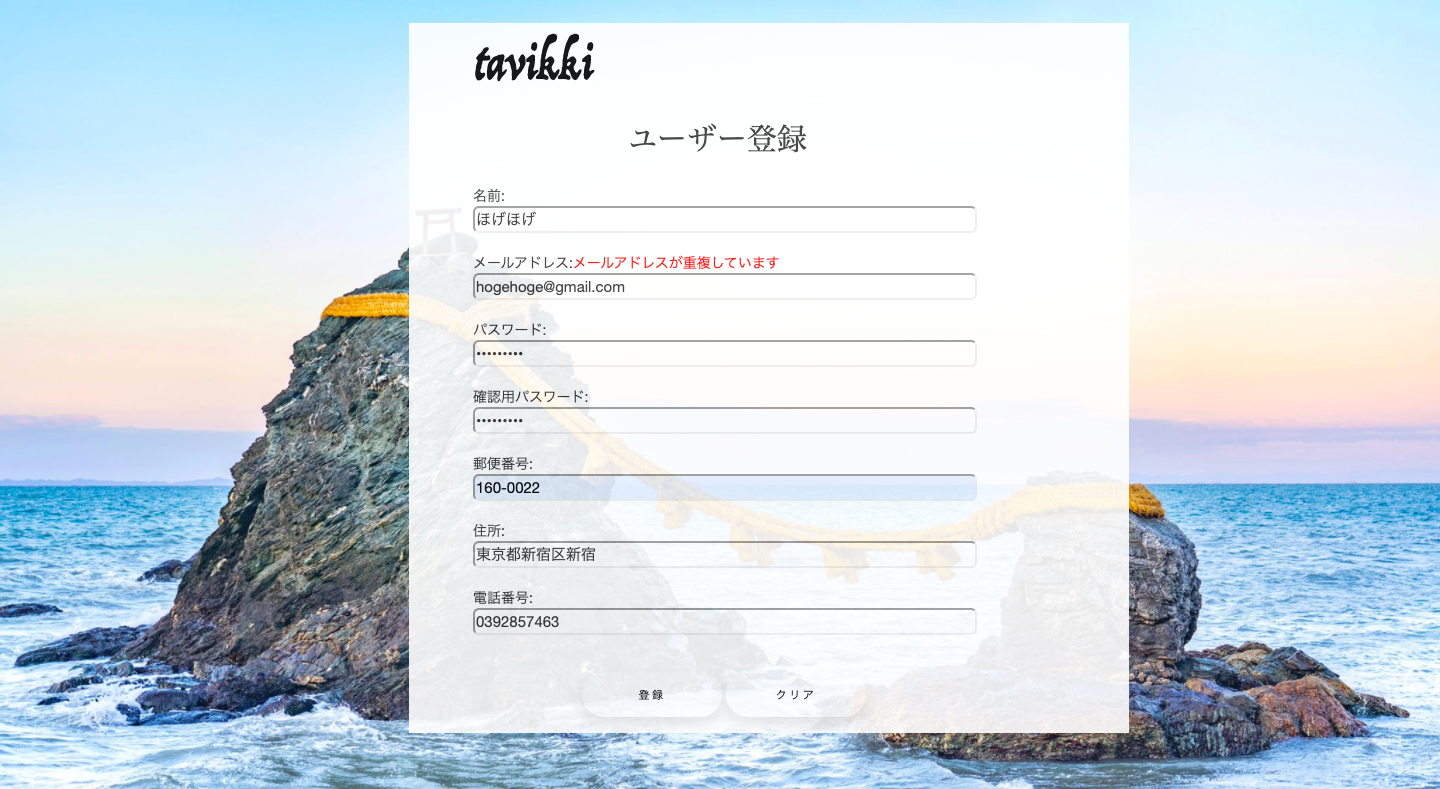 tavikki
ユーザー登録
名前:
ほげほげ
メールアドレス:メールアドレスが重複しています
hogehoge@gmail.com
パスワード:
•••••••••
確認用パスワード:
•••••••••
郵便番号:
160-0022
住所:
東京都新宿区新宿
電話番号:
0392857463
登録 クリア